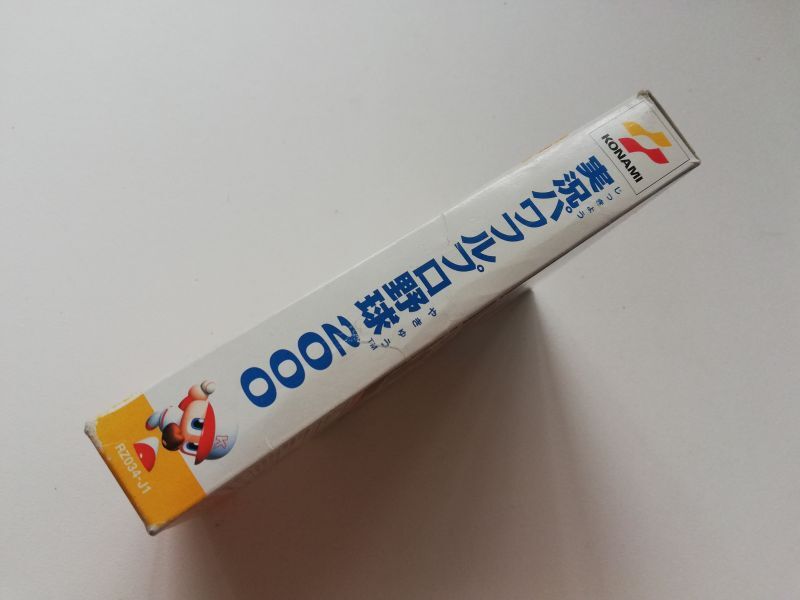 KONAMI
実況パワフルプロ野球2000
じっきょう
やきゅう
TM
RZ034-J1